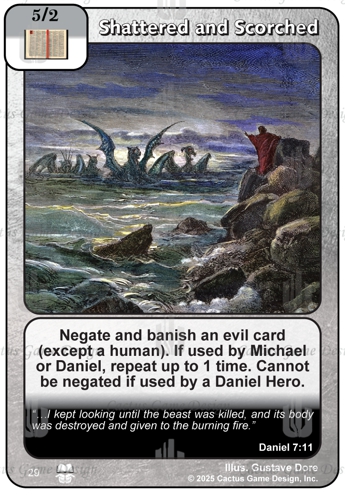 5/2
Shattered and Scorched
Negate and banish an evil card
(except a human). If used by Michael
or Daniel, repeat up to 1 time. Cannot
be negated if used by a Daniel Hero.
"...I kept looking until the beast was killed, and its body
was destroyed and given to the burning fire."
Daniel 7:11
29
Illus. Gustave Dore
© 2025 Cactus Game Design, Inc.